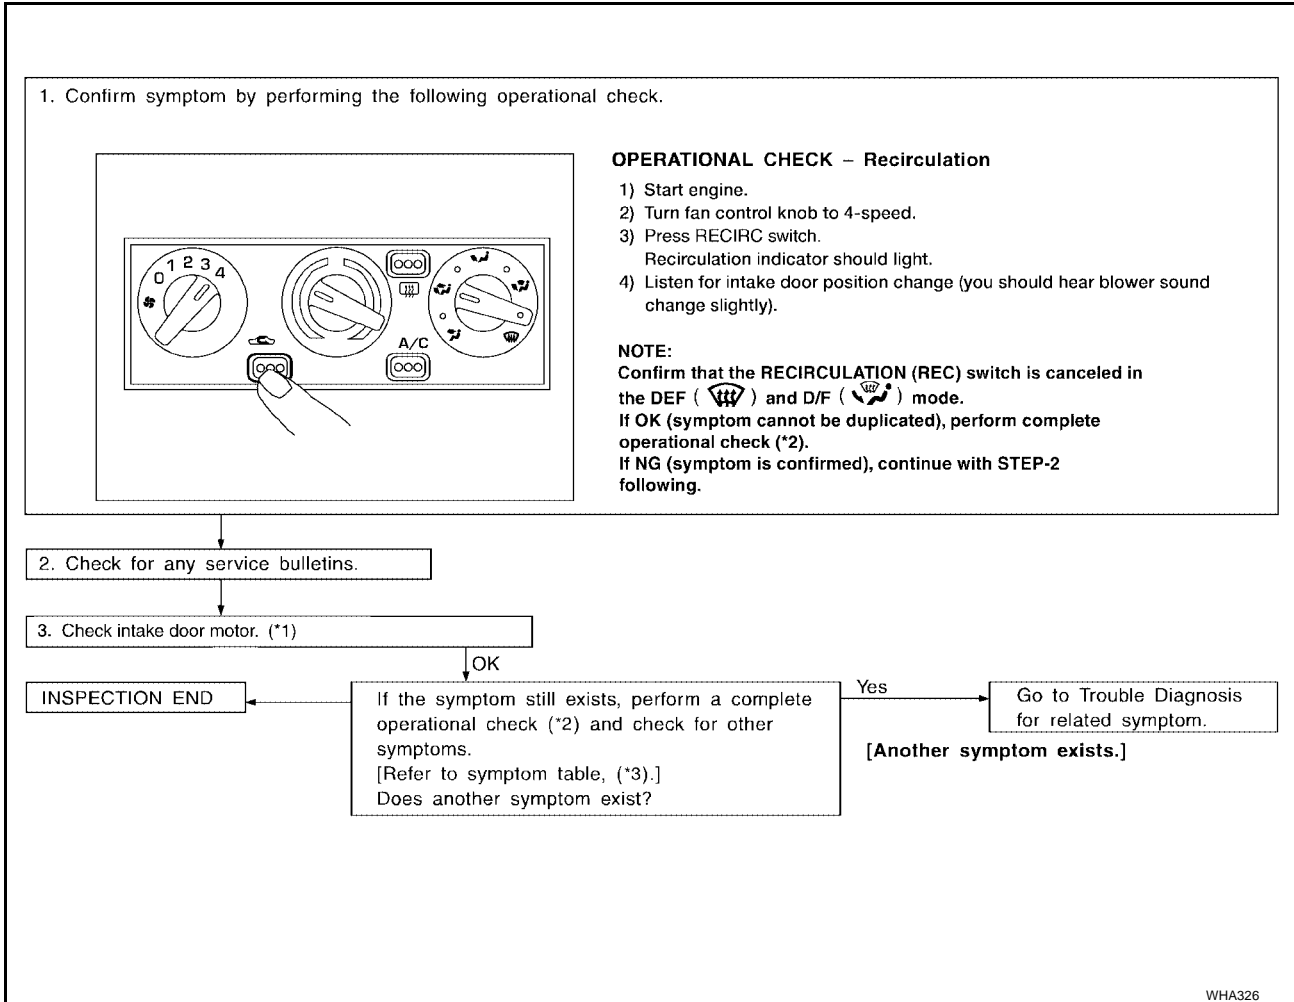 1. Confirm symptom by performing the following operational check.
0 1 2 3 4
A/C
OPERATIONAL CHECK – Recirculation
1) Start engine.
2) Turn fan control knob to 4-speed.
3) Press RECIRC switch.
Recirculation indicator should light.
4) Listen for intake door position change (you should hear blower sound
change slightly).
NOTE:
Confirm that the RECIRCULATION (REC) switch is canceled in
the DEF ( ) and D/F ( ) mode.
If OK (symptom cannot be duplicated), perform complete
operational check (*2).
If NG (symptom is confirmed), continue with STEP-2
following.
2. Check for any service bulletins.
3. Check intake door motor. (*1)
OK
INSPECTION END
If the symptom still exists, perform a complete
operational check (*2) and check for other
symptoms.
[Refer to symptom table, (*3).]
Does another symptom exist?
Yes
Go to Trouble Diagnosis
for related symptom.
[Another symptom exists.]
WHA326